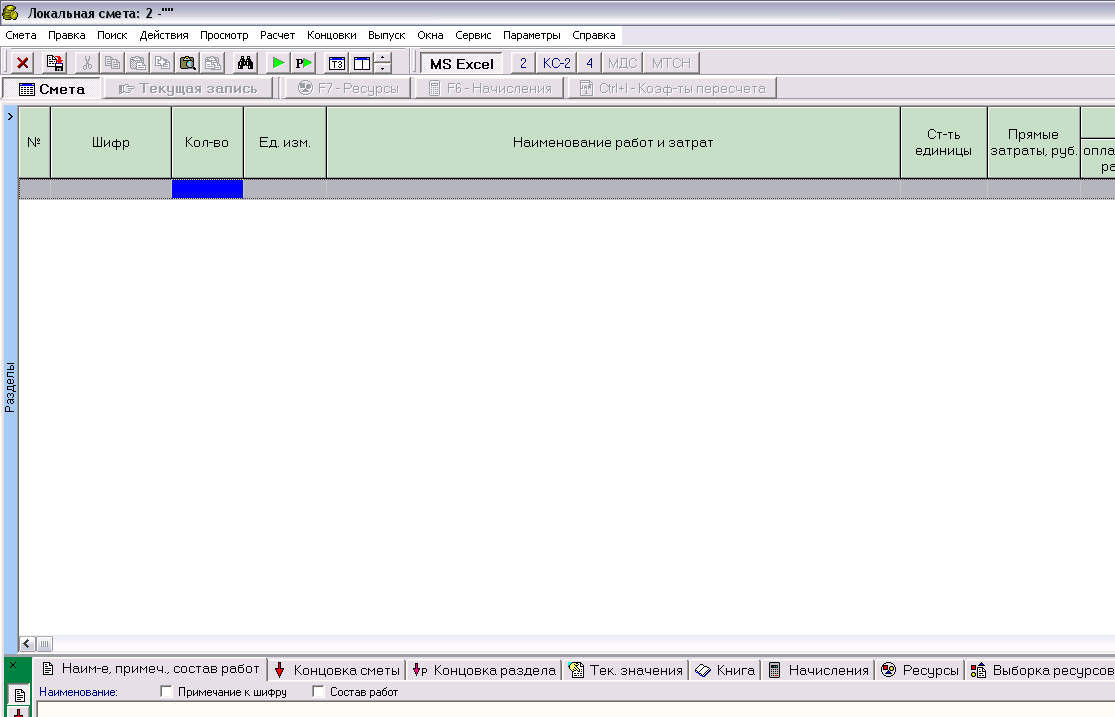 Локальная смета: 2 -""
Смета Правка Поиск Действия Просмотр Расчет Концовки Выпуск Окна Сервис Параметры Справка
P T3 MS Excel 2 КС-2 4 МДС МТСН
Смета Текущая запись F7 - Ресурсы F6 - Начисления Ctrl+I - Коэф-ты пересчета
№ Шифр Кол-во Ед. изм. Наименование работ и затрат Ст-ть единицы Прямые затраты, руб. опла ра
Разделы
Наим-е, примеч., состав работ Концовка сметы Р Концовка раздела Тек. значения Книга Начисления Ресурсы Выборка ресурсов
Наименование: Примечание к шифру Состав работ